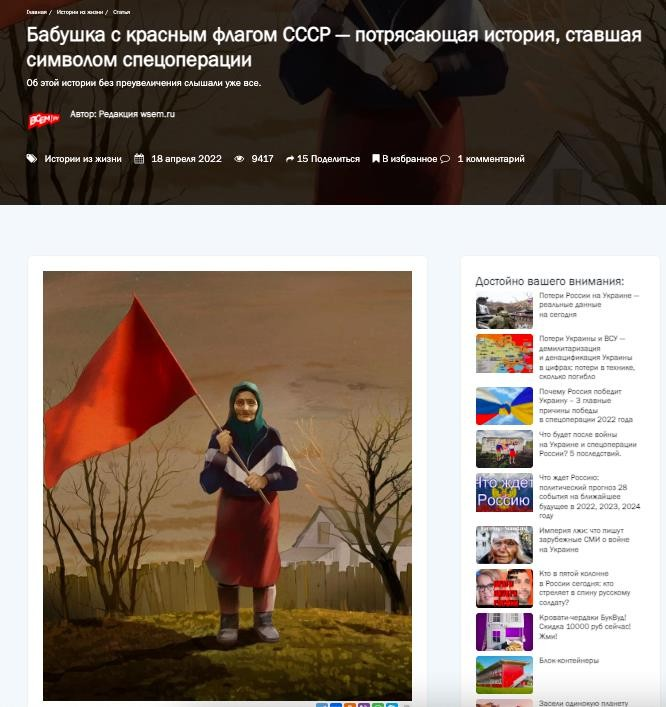 Главная / Истории из жизни / Статья
Бабушка с красным флагом СССР — потрясающая история, ставшая
символом спецоперации
Об этой истории без преувеличения слышали уже все.
ВСЕМ
Автор: Редакция wsem.ru
Истории из жизни 18 апреля 2022 9417 15 Поделиться В избранное 1 комментарий
Достойно вашего внимания:
Потери России на Украине —
реальные данные
на сегодня
Потери Украины и ВСУ —
демилитаризация
и денацификация Украины
в цифрах: потери в технике,
сколько погибло
Почему Россия победит
Украину – 3 главные
причины победы
в спецоперации 2022 года
Что будет после войны
на Украине и спецоперации
России? 5 последствий.
Что ждет
Россию
Что ждет Россию:
политический прогноз 28
события на ближайшее
будущее в 2022, 2023, 2024
году
Империя лжи: что пишут
зарубежные СМИ о войне
на Украине
Кто в пятой колонне
в России сегодня: кто
стреляет в спину русскому
солдату?
Кровати-чердаки БукВуд!
Скидка 10000 руб сейчас!
Жми!
Блок-контейнеры
Засели одинокую планету